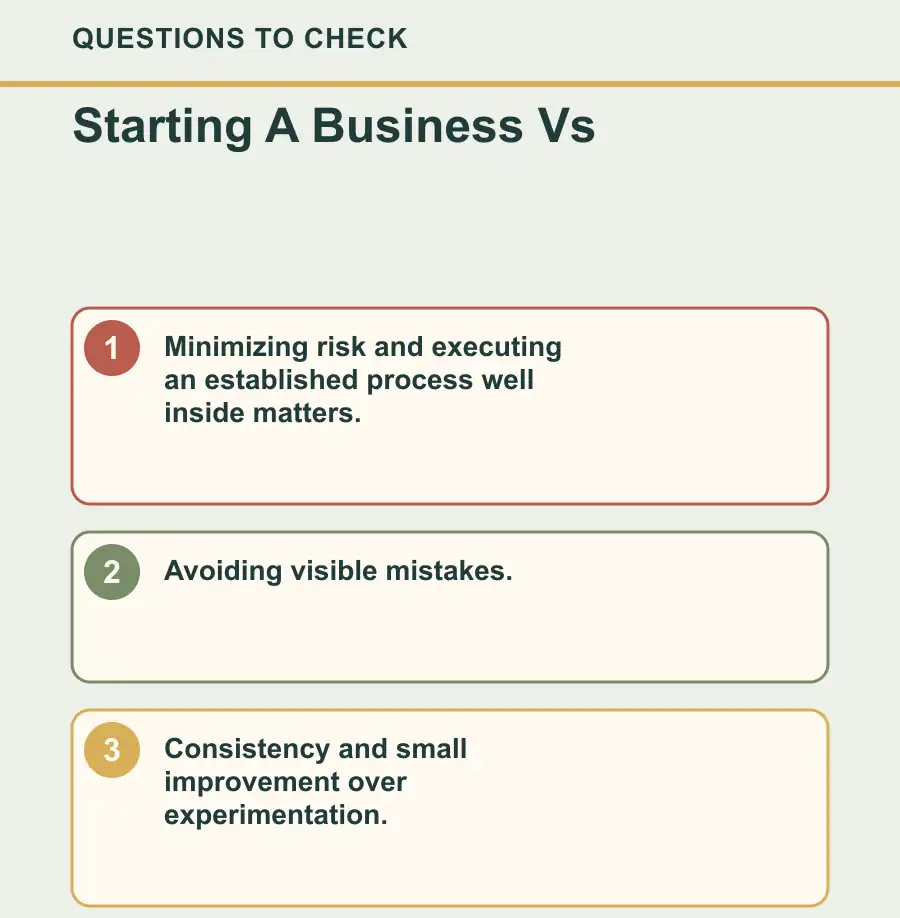 QUESTIONS TO CHECK
Starting A Business Vs
1
Minimizing risk and executing
an established process well
inside matters.
2
Avoiding visible mistakes.
3
Consistency and small
improvement over
experimentation.